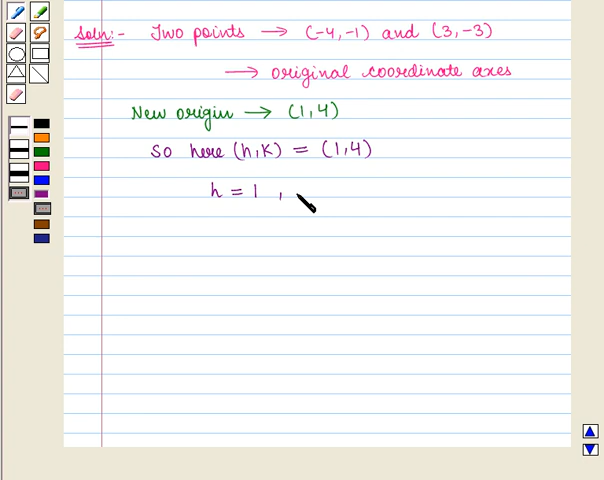 Soln:- Two points → (-4,-1) and (3,-3)
→ original coordinate axes
New origin → (1,4)
So here (h,K) = (1,4)
h = 1 ,